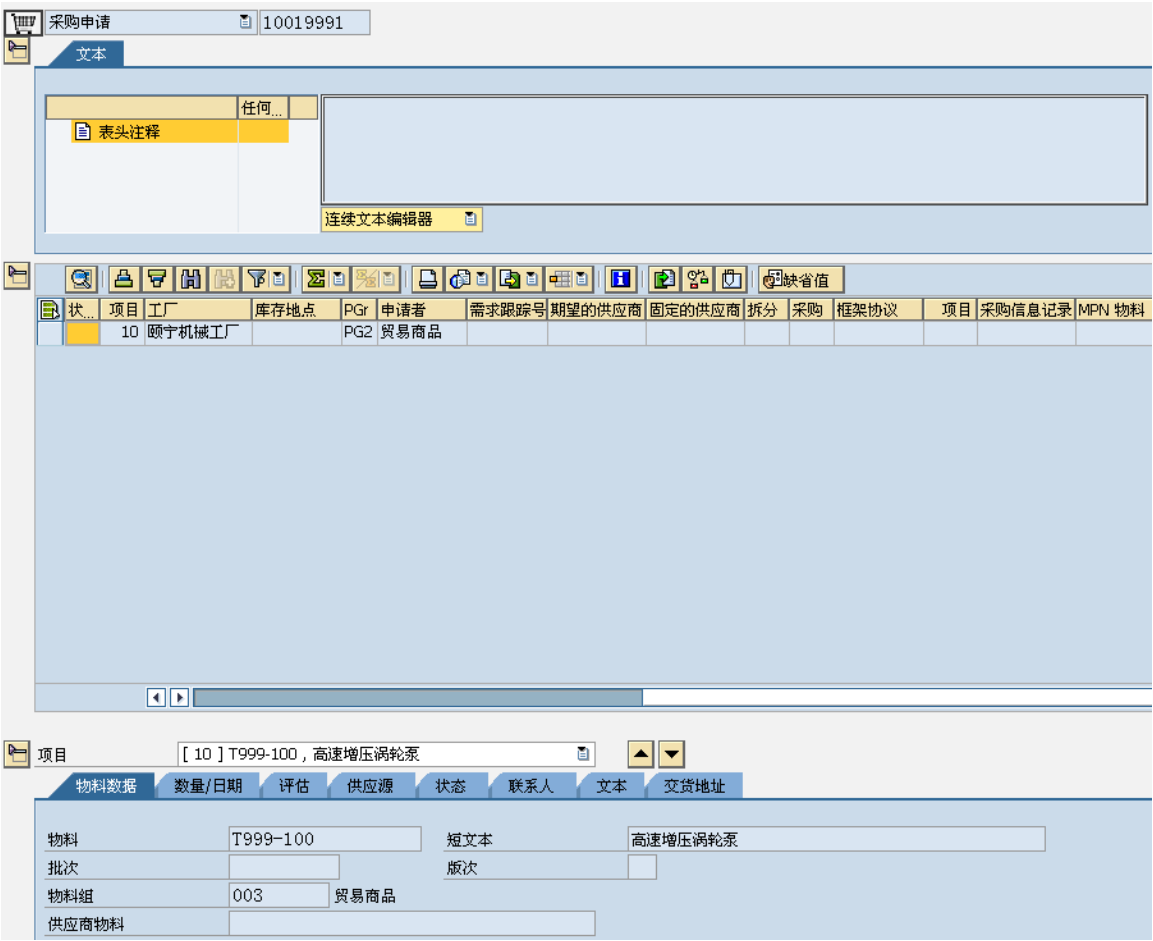 采购申请 10019991
文本
任何...
表头注释
连续文本编辑器
缺省值
状... 项目 工厂 库存地点 PGr 申请者 需求跟踪号 期望的供应商 固定的供应商 拆分 采购 框架协议 项目 采购信息记录 MPN 物料
10 颐宁机械工厂 PG2 贸易商品
项目 [ 10 ] T999-100 , 高速增压涡轮泵
物料数据 数量/日期 评估 供应源 状态 联系人 文本 交货地址
物料 T999-100 短文本 高速增压涡轮泵
批次 版次
物料组 003 贸易商品
供应商物料